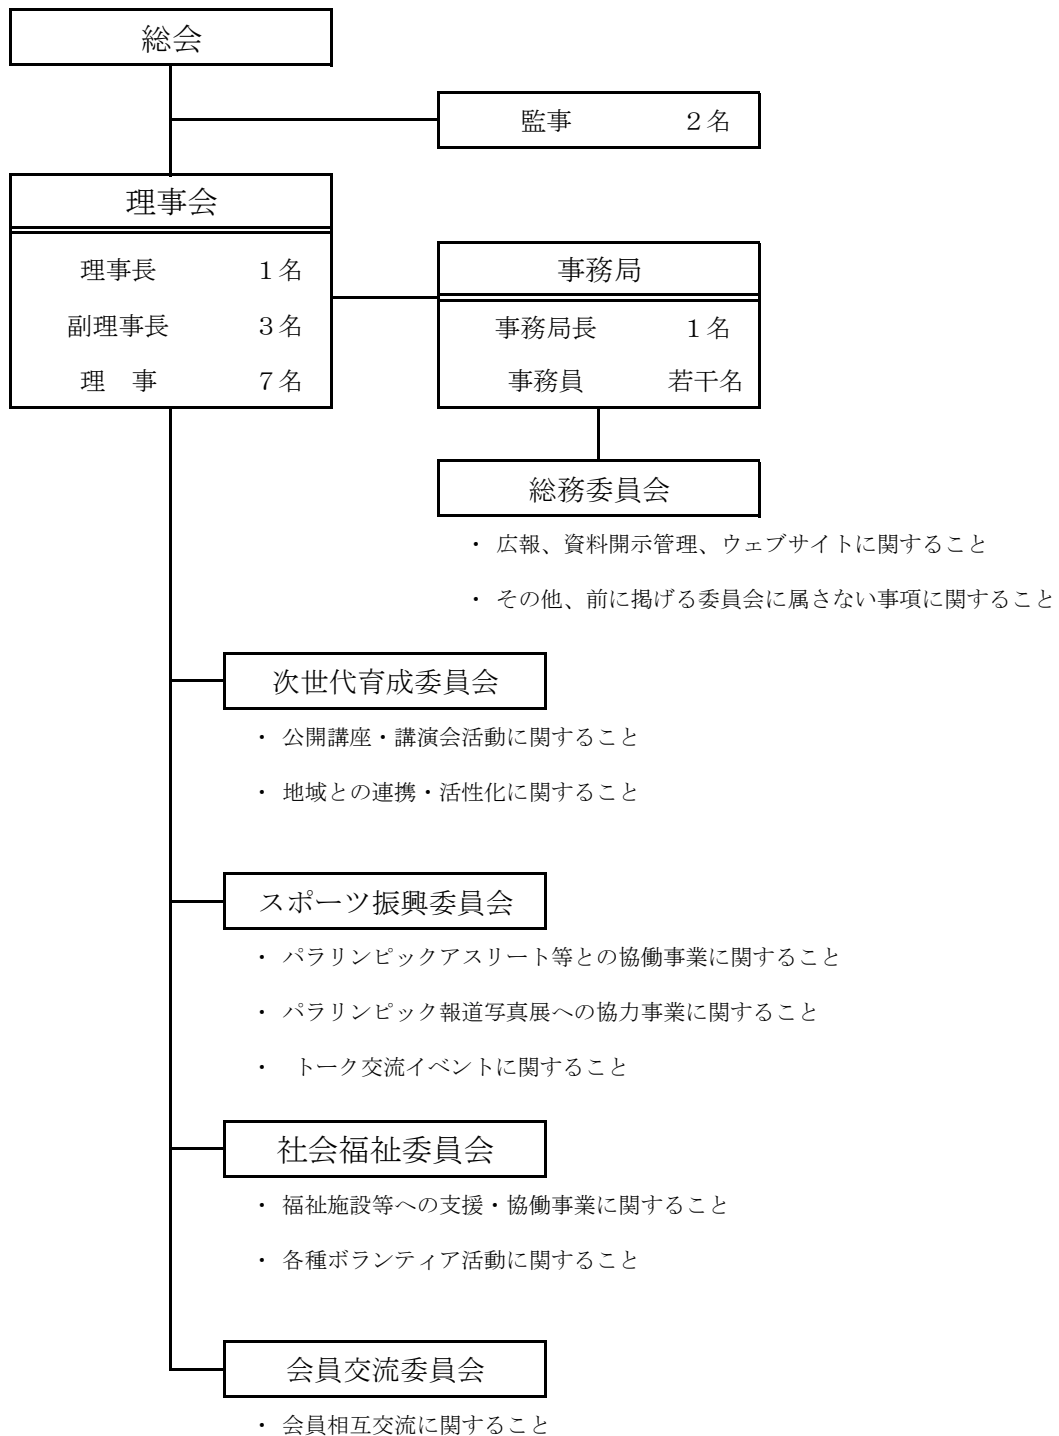 総会
監事 ２名
理事会
理事長 １名
副理事長 ３名
理　事 ７名
事務局
事務局長 １名
事務員 若干名
総務委員会
・ 広報、資料開示管理、ウェブサイトに関すること
・ その他、前に掲げる委員会に属さない事項に関すること
次世代育成委員会
・ 公開講座・講演会活動に関すること
・ 地域との連携・活性化に関すること
スポーツ振興委員会
・ パラリンピックアスリート等との協働事業に関すること
・ パラリンピック報道写真展への協力事業に関すること
・ トーク交流イベントに関すること
社会福祉委員会
・ 福祉施設等への支援・協働事業に関すること
・ 各種ボランティア活動に関すること
会員交流委員会
・ 会員相互交流に関すること